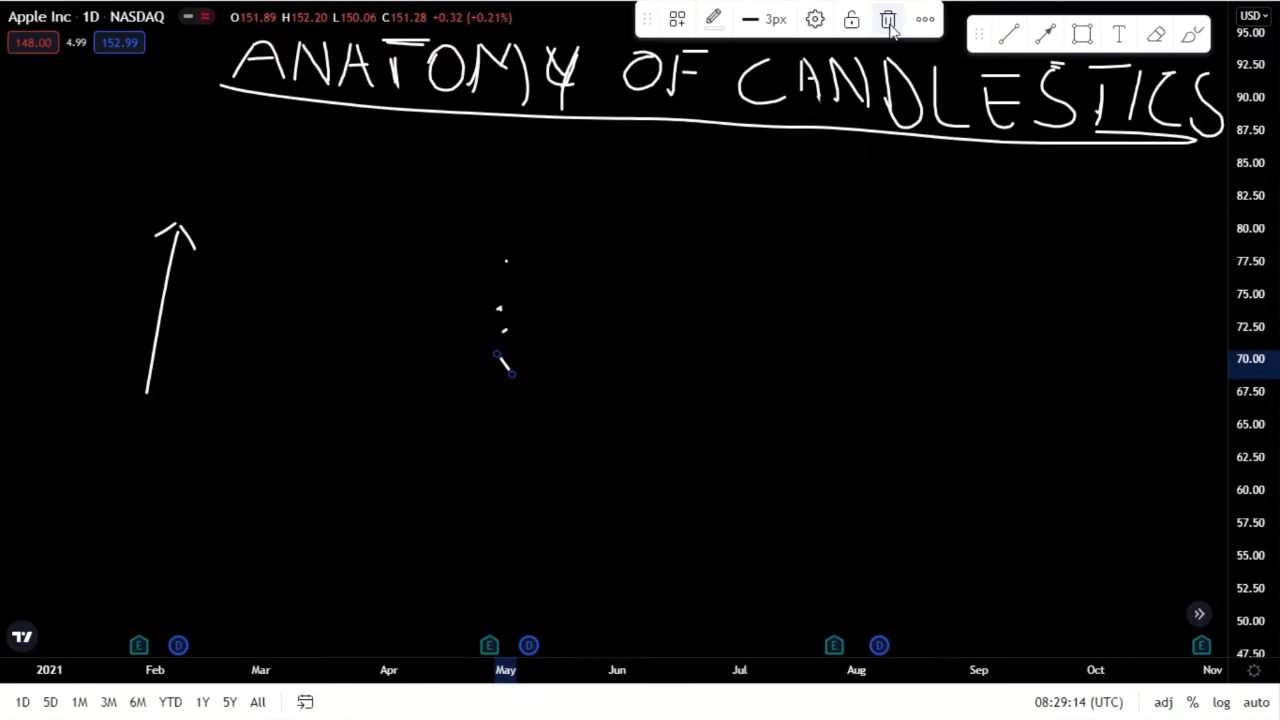 Apple Inc · 1D · NASDAQ O151.89 H152.20 L150.06 C151.28 +0.32 (+0.21%)
3px
T
USD
148.00 4.99 152.99
ANATOMY OF CANDLESTICS
95.00
92.50
90.00
87.50
85.00
82.50
80.00
77.50
75.00
72.50
70.00
67.50
65.00
62.50
60.00
57.50
55.00
52.50
50.00
47.50
E D E D E D E
2021 Feb Mar Apr May Jun Jul Aug Sep Oct Nov
1D 5D 1M 3M 6M YTD 1Y 5Y All 08:29:14 (UTC) adj % log auto